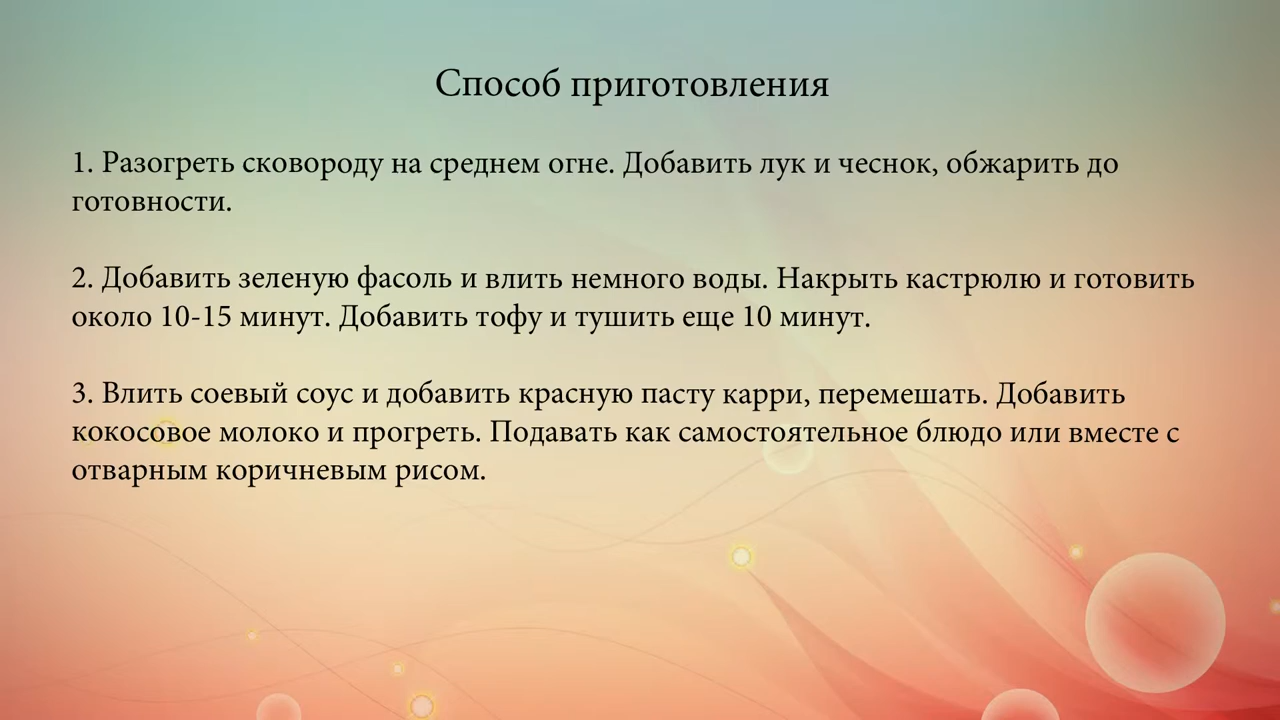 Способ приготовления
1. Разогреть сковороду на среднем огне. Добавить лук и чеснок, обжарить до
готовности.
2. Добавить зеленую фасоль и влить немного воды. Накрыть кастрюлю и готовить
около 10-15 минут. Добавить тофу и тушить еще 10 минут.
3. Влить соевый соус и добавить красную пасту карри, перемешать. Добавить
кокосовое молоко и прогреть. Подавать как самостоятельное блюдо или вместе с
отварным коричневым рисом.